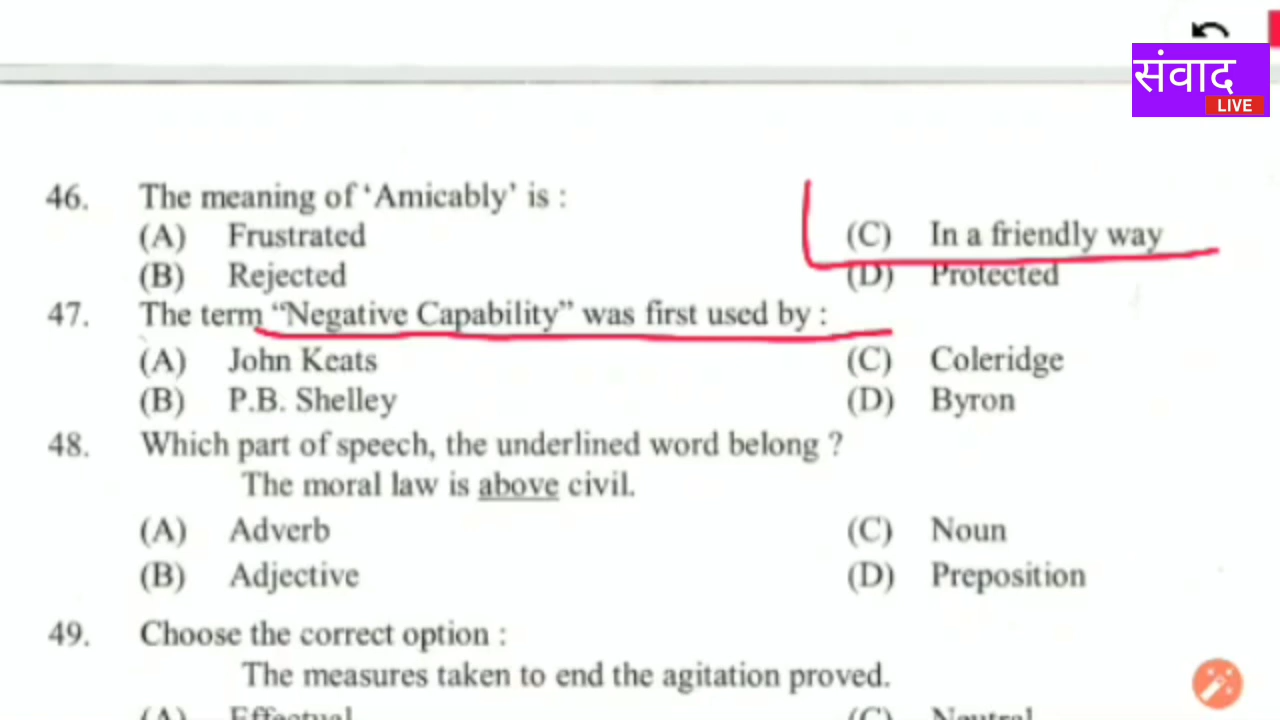 संवाद
LIVE
46. The meaning of ‘Amicably’ is :
(A) Frustrated (C) In a friendly way
(B) Rejected (D) Protected
47. The term “Negative Capability” was first used by :
(A) John Keats (C) Coleridge
(B) P.B. Shelley (D) Byron
48. Which part of speech, the underlined word belong ?
The moral law is above civil.
(A) Adverb (C) Noun
(B) Adjective (D) Preposition
49. Choose the correct option :
The measures taken to end the agitation proved.
(A) Effectual (C) Neutral